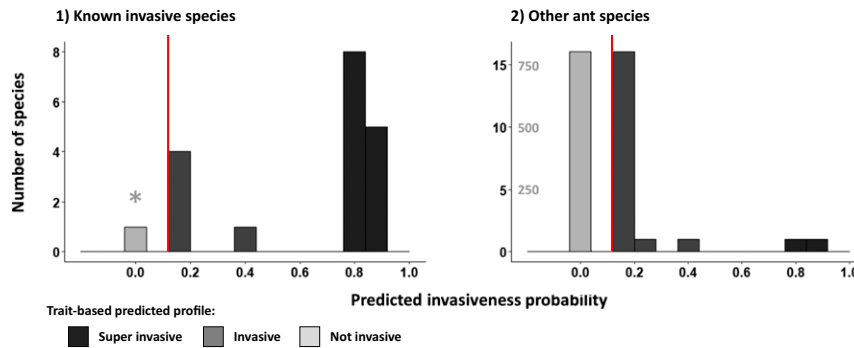 1) Known invasive species
2) Other ant species
Number of species
8
6
4
2
0
*
0.0 0.2 0.4 0.6 0.8 1.0
15 750
10 500
5 250
0
0.0 0.2 0.4 0.6 0.8 1.0
Predicted invasiveness probability
Trait-based predicted profile:
Super invasive Invasive Not invasive